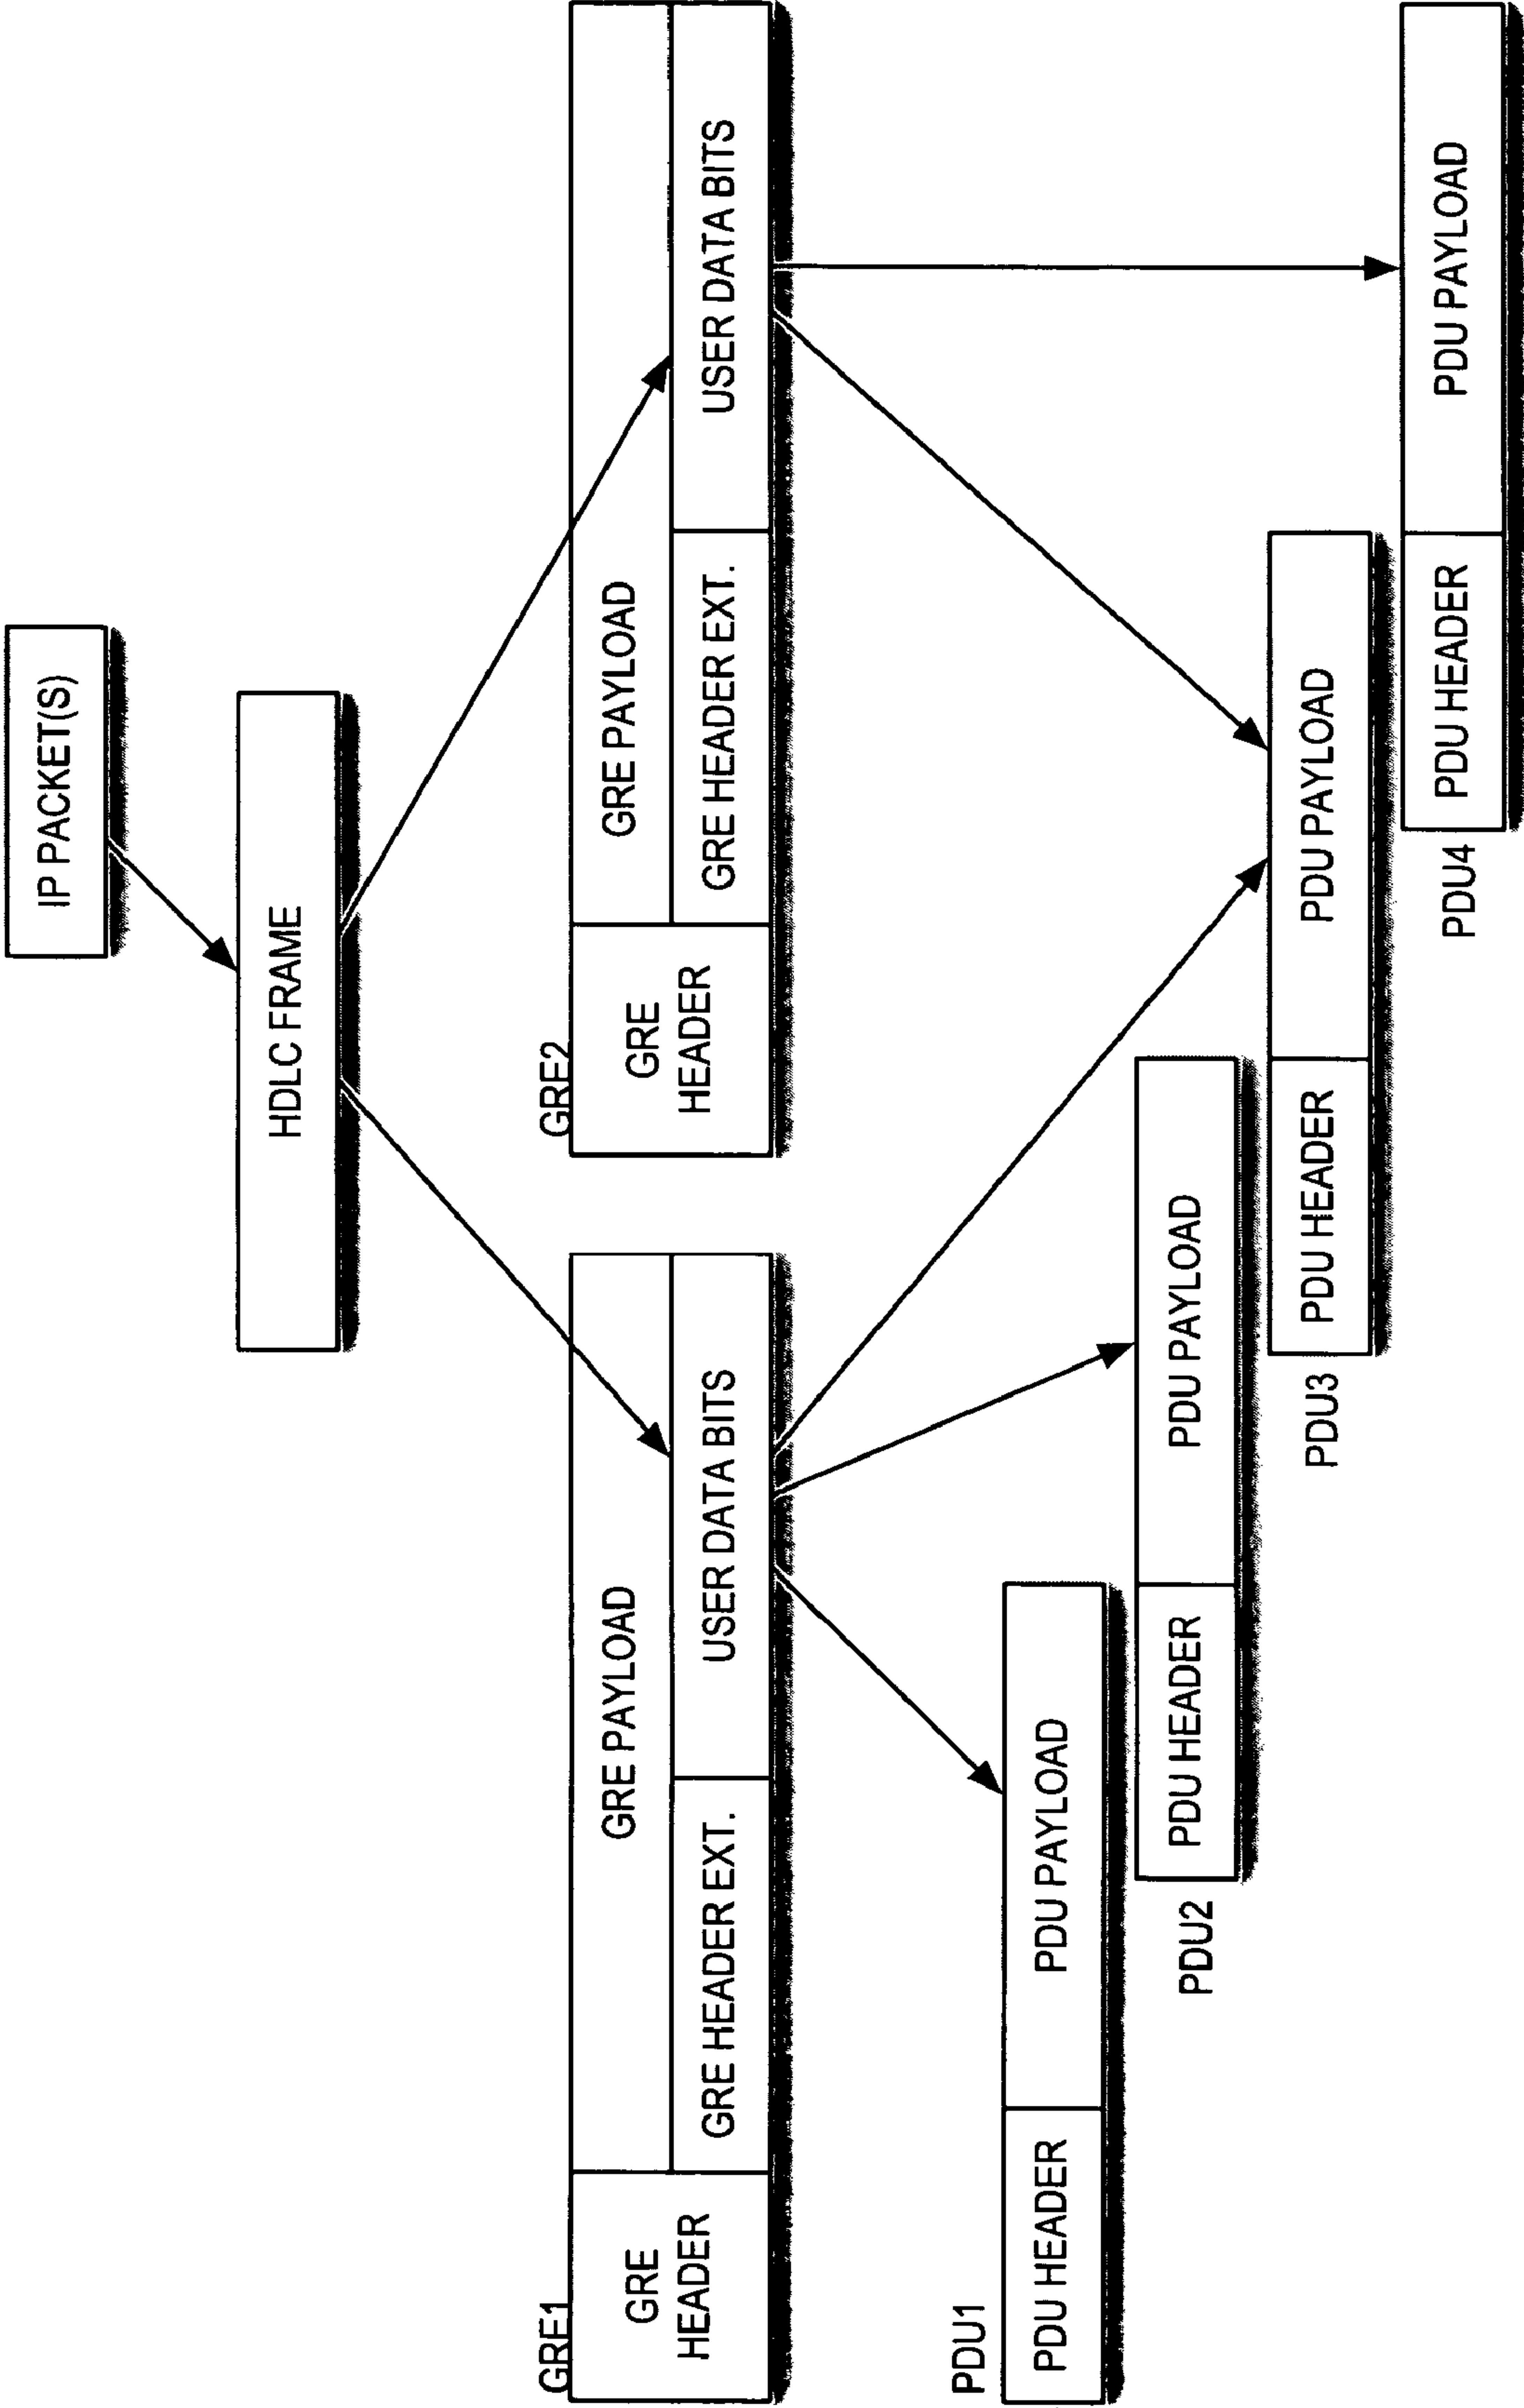 IP PACKET(S)
HDLC FRAME
GRE1
GRE
HEADER
GRE PAYLOAD
GRE HEADER EXT.
USER DATA BITS
GRE2
GRE
HEADER
GRE PAYLOAD
GRE HEADER EXT.
USER DATA BITS
PDU1
PDU HEADER
PDU PAYLOAD
PDU2
PDU HEADER
PDU PAYLOAD
PDU3
PDU HEADER
PDU PAYLOAD
PDU4
PDU HEADER
PDU PAYLOAD